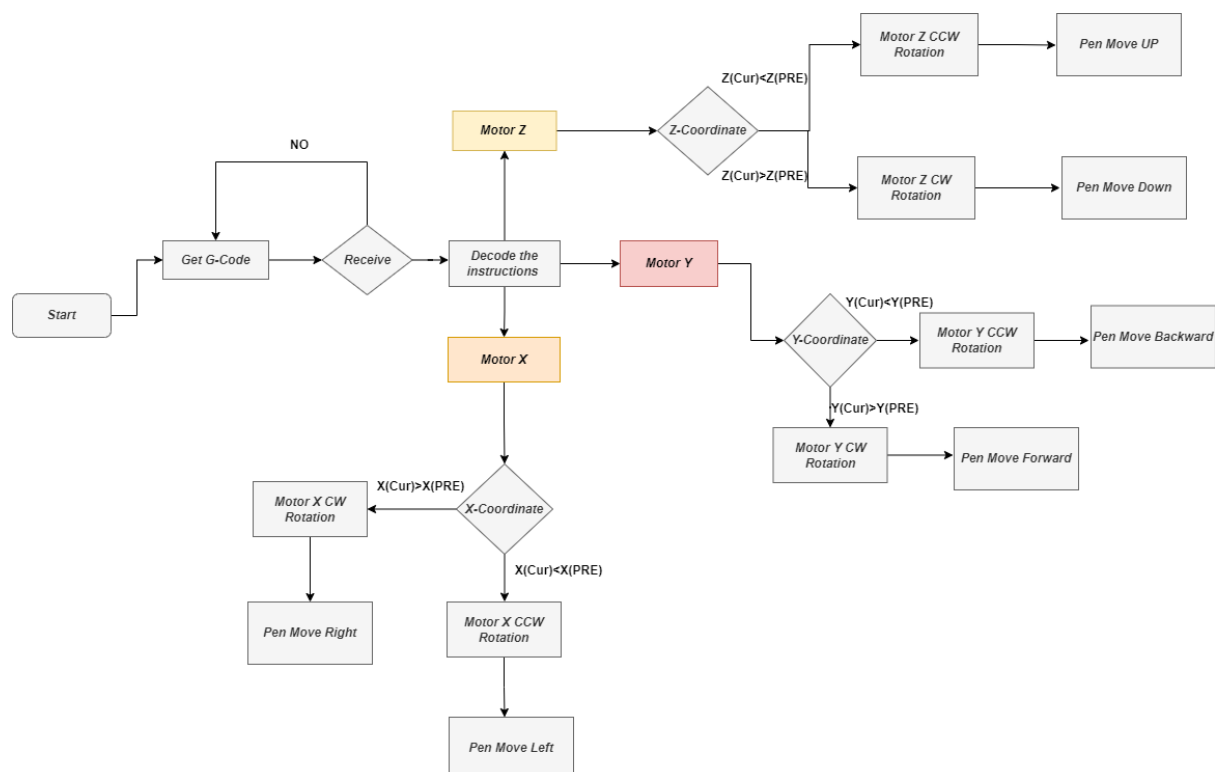 Motor Z CCW
Rotation
Pen Move UP
Z(Cur)<Z(PRE)
Motor Z
Z-Coordinate
NO
Z(Cur)>Z(PRE)
Motor Z CW
Rotation
Pen Move Down
Get G-Code
Receive
Decode the
instructions
Motor Y
Start
Y(Cur)<Y(PRE)
Motor X
Y-Coordinate
Motor Y CCW
Rotation
Pen Move Backward
Y(Cur)>Y(PRE)
Motor Y CW
Rotation
Pen Move Forward
X(Cur)>X(PRE)
Motor X CW
Rotation
X-Coordinate
X(Cur)<X(PRE)
Pen Move Right
Motor X CCW
Rotation
Pen Move Left